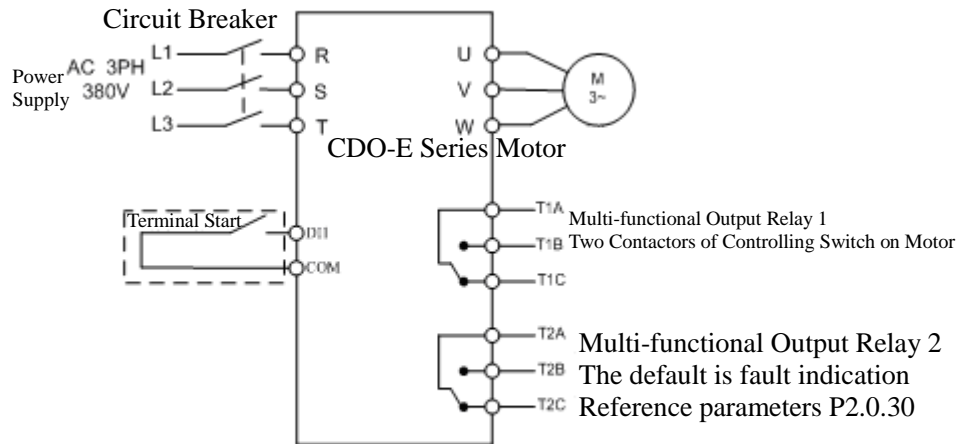 Circuit Breaker
Power
Supply
AC 3PH
380V
L1
L2
L3
R
S
T
U
V
W
M
3~
CDO-E Series Motor
Terminal Start
DI1
COM
T1A
T1B
T1C
Multi-functional Output Relay 1
Two Contactors of Controlling Switch on Motor
T2A
T2B
T2C
Multi-functional Output Relay 2
The default is fault indication
Reference parameters P2.0.30